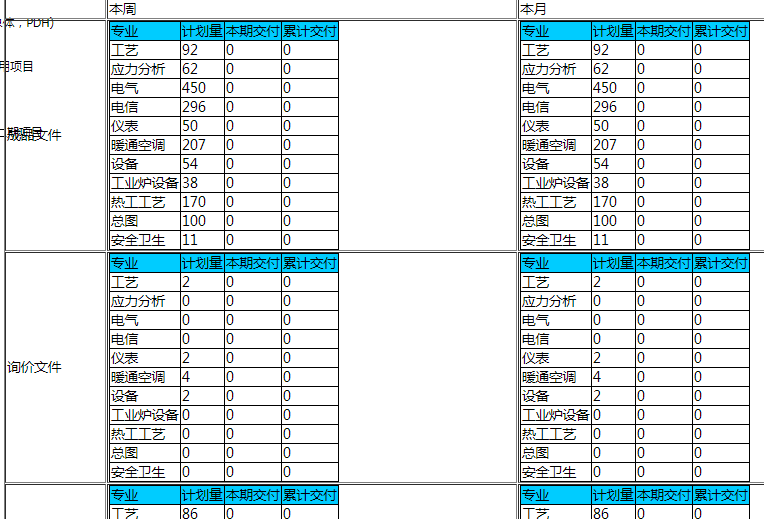 本周 本月
体，PDH)
用项目
成品文件
专业 计划量 本期交付 累计交付 专业 计划量 本期交付 累计交付
工艺 92 0 0 工艺 92 0 0
应力分析 62 0 0 应力分析 62 0 0
电气 450 0 0 电气 450 0 0
电信 296 0 0 电信 296 0 0
仪表 50 0 0 仪表 50 0 0
暖通空调 207 0 0 暖通空调 207 0 0
设备 54 0 0 设备 54 0 0
工业炉设备 38 0 0 工业炉设备 38 0 0
热工工艺 170 0 0 热工工艺 170 0 0
总图 100 0 0 总图 100 0 0
安全卫生 11 0 0 安全卫生 11 0 0
询价文件
专业 计划量 本期交付 累计交付 专业 计划量 本期交付 累计交付
工艺 2 0 0 工艺 2 0 0
应力分析 0 0 0 应力分析 0 0 0
电气 0 0 0 电气 0 0 0
电信 0 0 0 电信 0 0 0
仪表 2 0 0 仪表 2 0 0
暖通空调 4 0 0 暖通空调 4 0 0
设备 2 0 0 设备 2 0 0
工业炉设备 0 0 0 工业炉设备 0 0 0
热工工艺 0 0 0 热工工艺 0 0 0
总图 0 0 0 总图 0 0 0
安全卫生 0 0 0 安全卫生 0 0 0
专业 计划量 本期交付 累计交付 专业 计划量 本期交付 累计交付
工艺 86 0 0 工艺 86 0 0